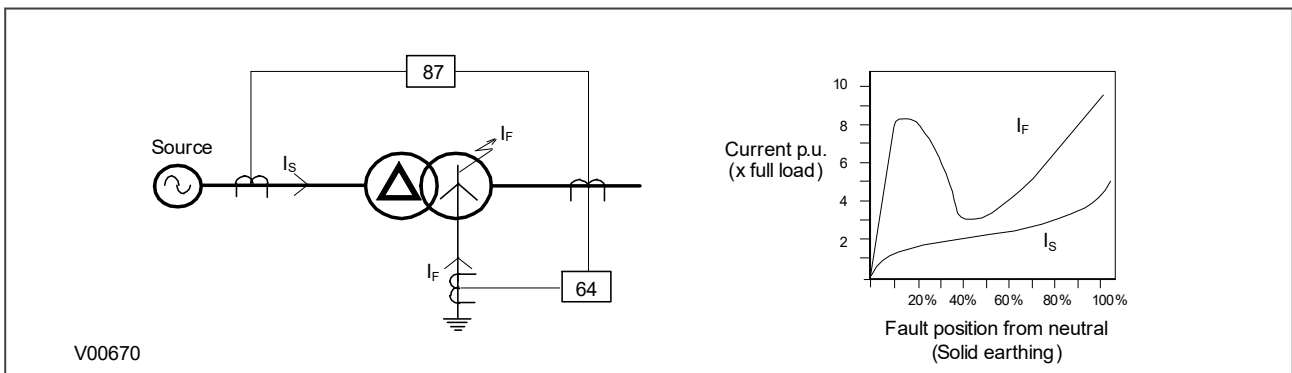 87
Source
I_S
I_F
I_F
64
V00670
Current p.u.
(x full load)
10
8
6
4
2
I_F
I_S
20% 40% 60% 80% 100%
Fault position from neutral
(Solid earthing)